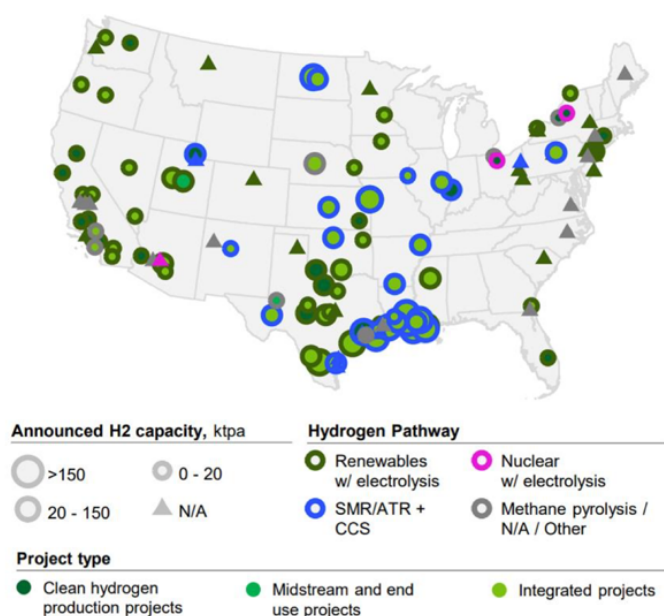 Announced H2 capacity, ktpa
>150
0 - 20
20 - 150
N/A
Hydrogen Pathway
Renewables
w/ electrolysis
Nuclear
w/ electrolysis
SMR/ATR +
CCS
Methane pyrolysis /
N/A / Other
Project type
Clean hydrogen
production projects
Midstream and end
use projects
Integrated projects